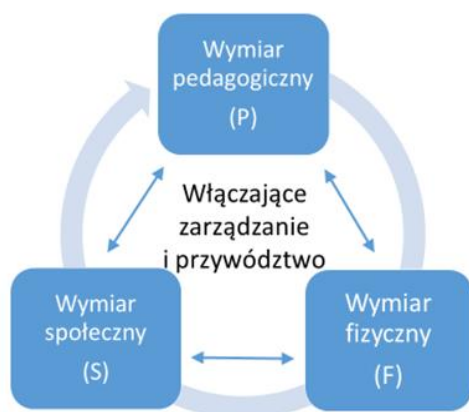 Wymiar
pedagogiczny
(P)
Włączające
zarządzanie
i przywództwo
Wymiar
społeczny
(S)
Wymiar
fizyczny
(F)